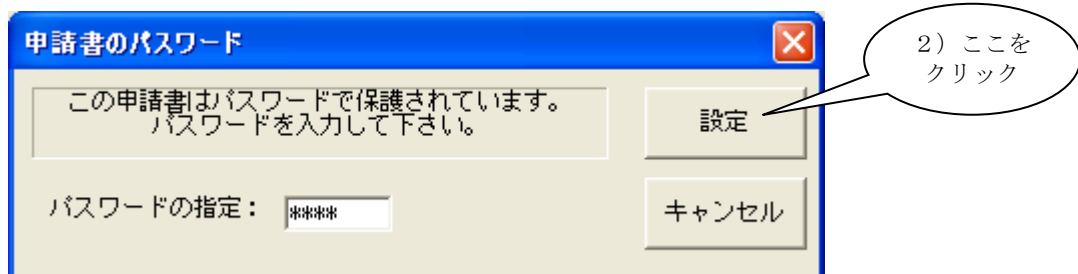 申請書のパスワード
この申請書はパスワードで保護されています。
パスワードを入力して下さい。
設定
2）ここを
クリック
パスワードの指定：
****
キャンセル